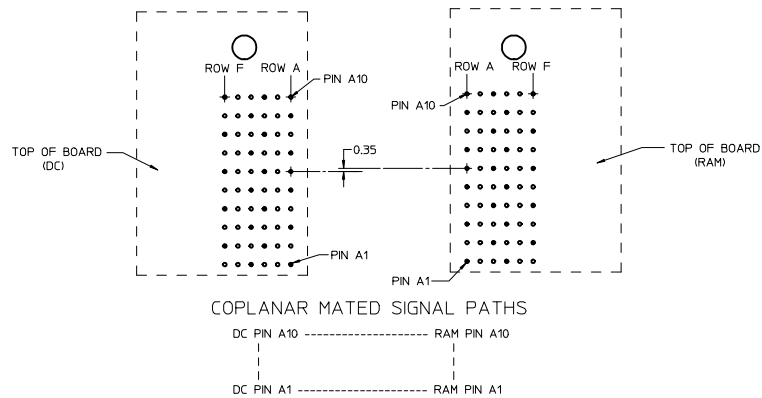 ROW F ROW A
PIN A10
TOP OF BOARD
(DC)
0.35
PIN A1
ROW A ROW F
PIN A10
TOP OF BOARD
(RAM)
PIN A1
COPLANAR MATED SIGNAL PATHS
DC PIN A10 RAM PIN A10
DC PIN A1 RAM PIN A1